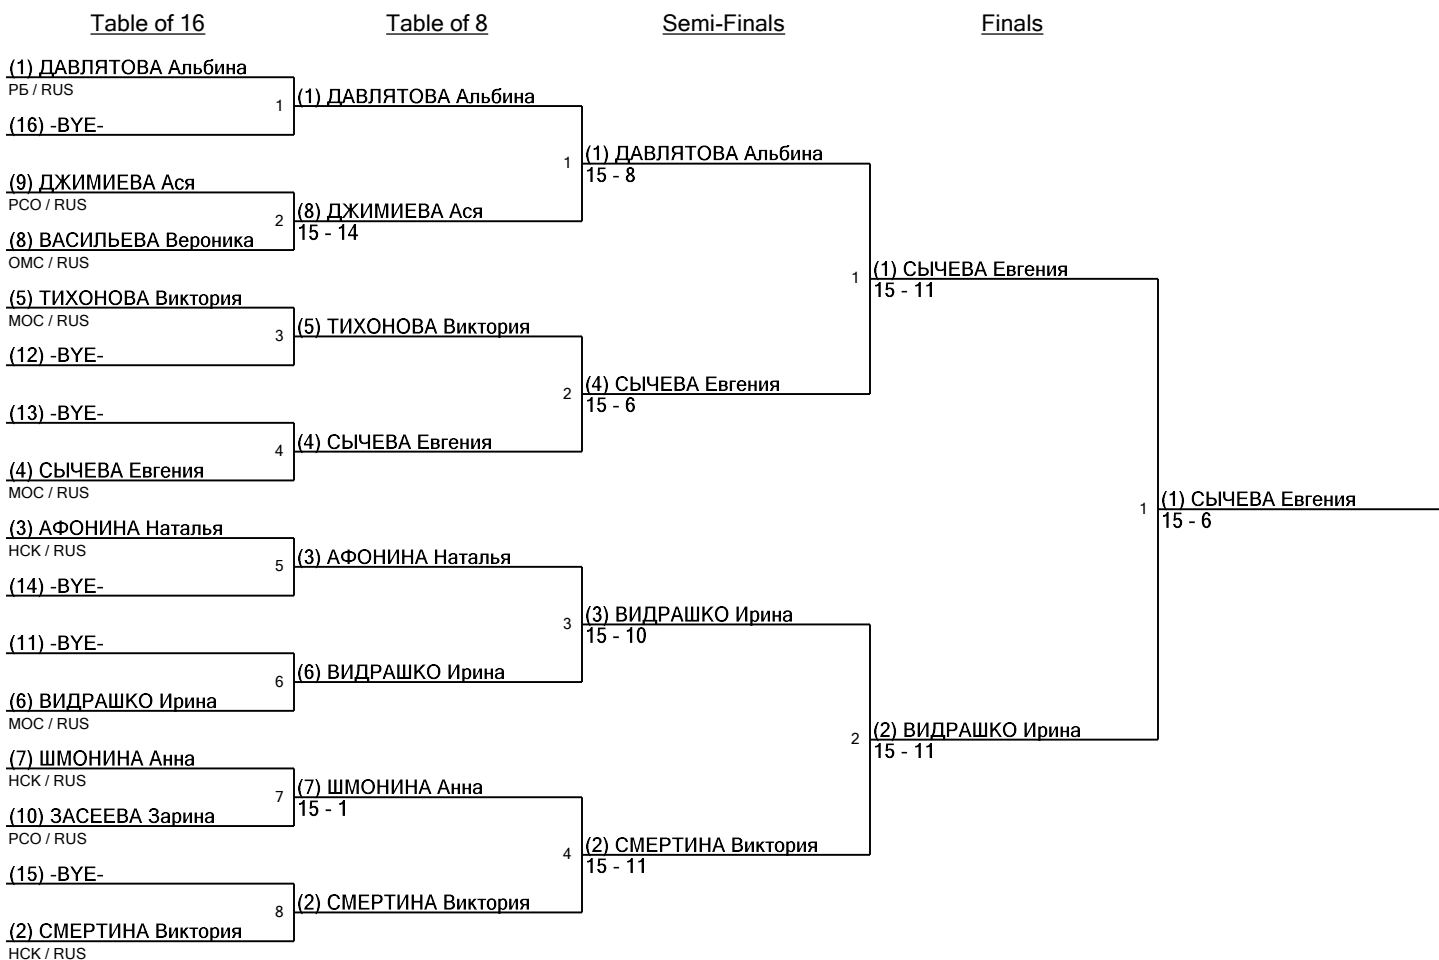 Table of 16
Table of 8
Semi-Finals
Finals
(1) ДАВЛЯТОВА Альбина
РБ / RUS
(16) -BYE-
(9) ДЖИМИЕВА Ася
РСО / RUS
(8) ВАСИЛЬЕВА Вероника
ОМС / RUS
(5) ТИХОНОВА Виктория
МОС / RUS
(12) -BYE-
(13) -BYE-
(4) СЫЧЕВА Евгения
МОС / RUS
(3) АФОНИНА Наталья
НСК / RUS
(14) -BYE-
(11) -BYE-
(6) ВИДРАШКО Ирина
МОС / RUS
(7) ШМОНИНА Анна
НСК / RUS
(10) ЗАСЕЕВА Зарина
РСО / RUS
(15) -BYE-
(2) СМЕРТИНА Виктория
НСК / RUS
1
(1) ДАВЛЯТОВА Альбина
2
(8) ДЖИМИЕВА Ася
15 - 14
3
(5) ТИХОНОВА Виктория
4
(4) СЫЧЕВА Евгения
5
(3) АФОНИНА Наталья
6
(6) ВИДРАШКО Ирина
7
(7) ШМОНИНА Анна
15 - 1
8
(2) СМЕРТИНА Виктория
1
(1) ДАВЛЯТОВА Альбина
15 - 8
2
(4) СЫЧЕВА Евгения
15 - 6
3
(3) ВИДРАШКО Ирина
15 - 10
4
(2) СМЕРТИНА Виктория
15 - 11
1
(1) СЫЧЕВА Евгения
15 - 11
2
(2) ВИДРАШКО Ирина
15 - 11
1
(1) СЫЧЕВА Евгения
15 - 6